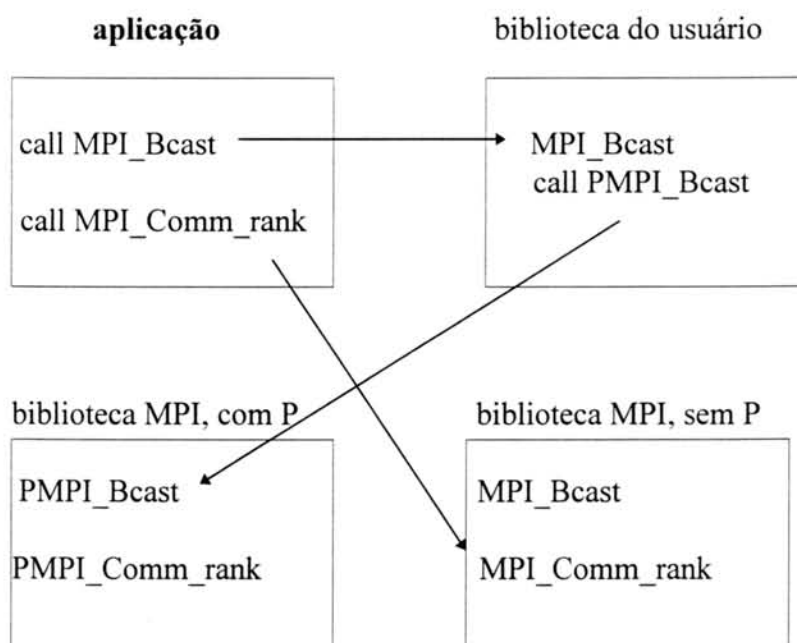 aplicação
biblioteca do usuário
call MPI_Bcast
call MPI_Comm_rank
MPI_Bcast
call PMPI_Bcast
biblioteca MPI, com P
biblioteca MPI, sem P
PMPI_Bcast
PMPI_Comm_rank
MPI_Bcast
MPI_Comm_rank